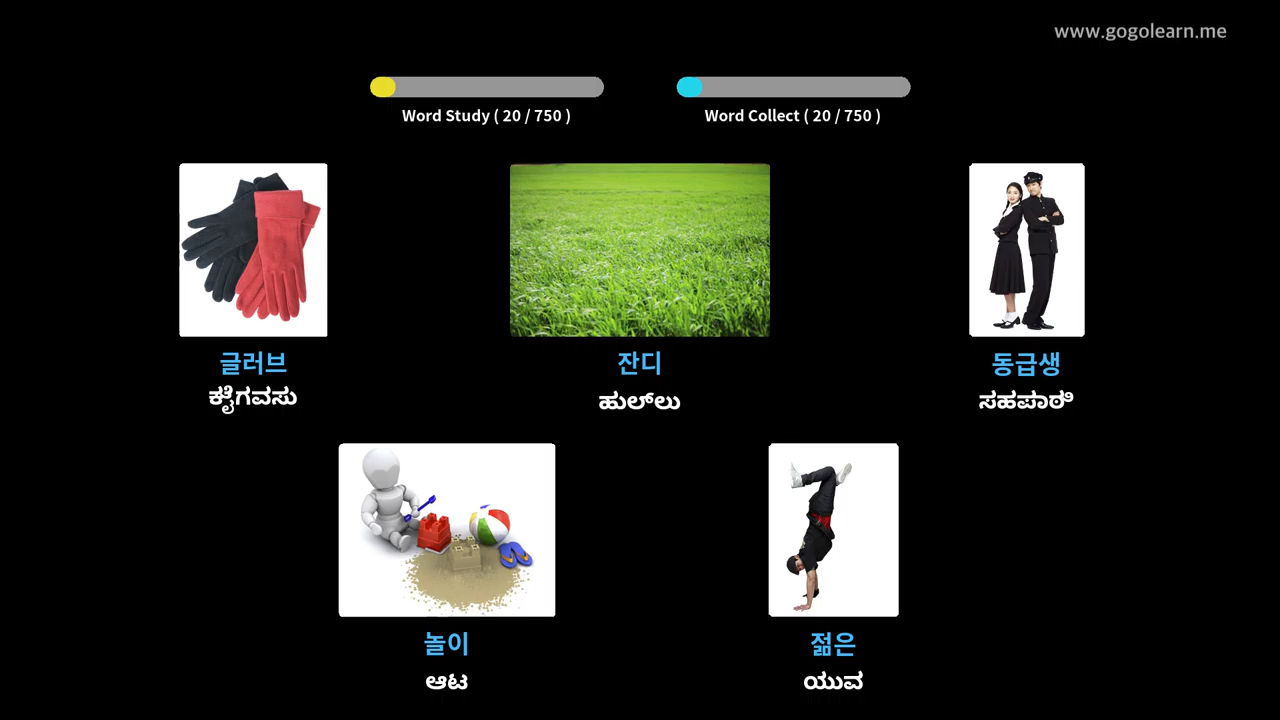 www.gogolearn.me
Word Study ( 20 / 750 )
Word Collect ( 20 / 750 )
글러브
ಕೈಗವಸು
잔디
ಹುಲ್‌ಲು
동급생
ಸಹಪಾಠಿ
놀이
ಆಟ
젊은
ಯುವ